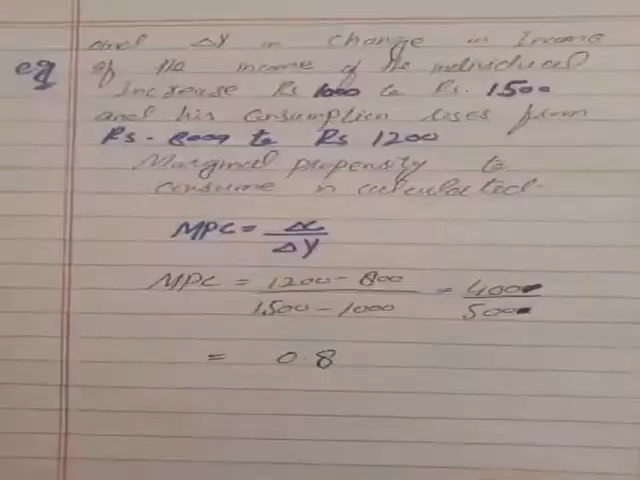 and ΔY is change in Income
eg of the income of the individual
Increase Rs 1000 to Rs. 1500
and his consumption rises from
Rs. 800 to Rs 1200
Marginal propensity to
consume is calculated
MPC = ΔC / ΔY
MPC = 1200 - 800 / 1500 - 1000 = 400 / 500
= 0.8